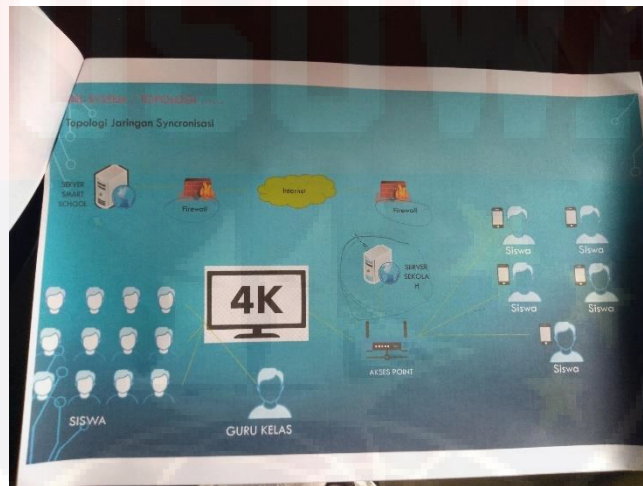 Topologi Jaringan Syncronisasi
SERVER
SMART
SCHOOL
Firewall
Internet
Firewall
Siswa
Siswa
SERVER
SEKOLA
H
4K
Siswa
Siswa
AKSES POINT
Siswa
SISWA
GURU KELAS